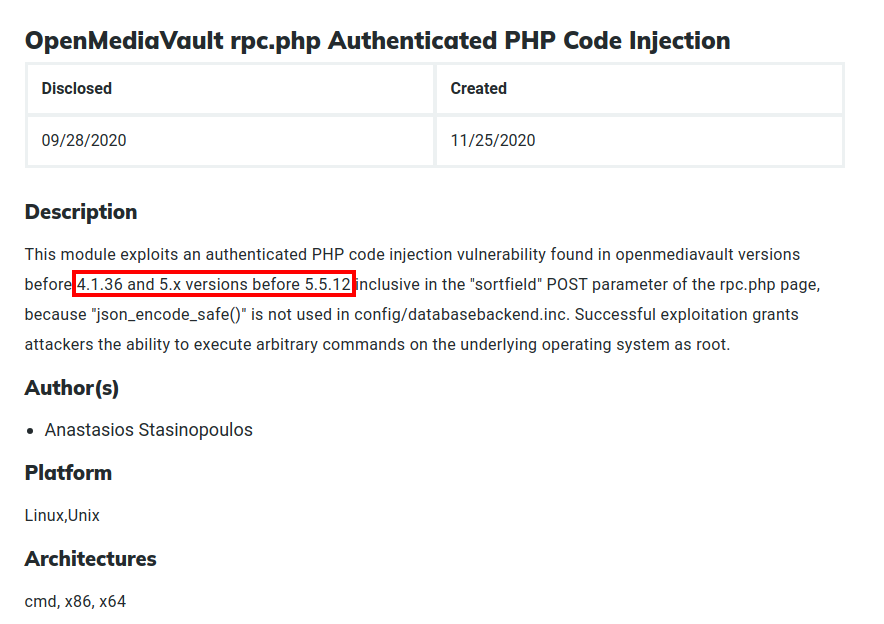 OpenMediaVault rpc.php Authenticated PHP Code Injection
Disclosed Created
09/28/2020 11/25/2020
Description
This module exploits an authenticated PHP code injection vulnerability found in openmediavault versions
before 4.1.36 and 5.x versions before 5.5.12 inclusive in the "sortfield" POST parameter of the rpc.php page,
because "json_encode_safe()" is not used in config/databasebackend.inc. Successful exploitation grants
attackers the ability to execute arbitrary commands on the underlying operating system as root.
Author(s)
• Anastasios Stasinopoulos
Platform
Linux,Unix
Architectures
cmd, x86, x64